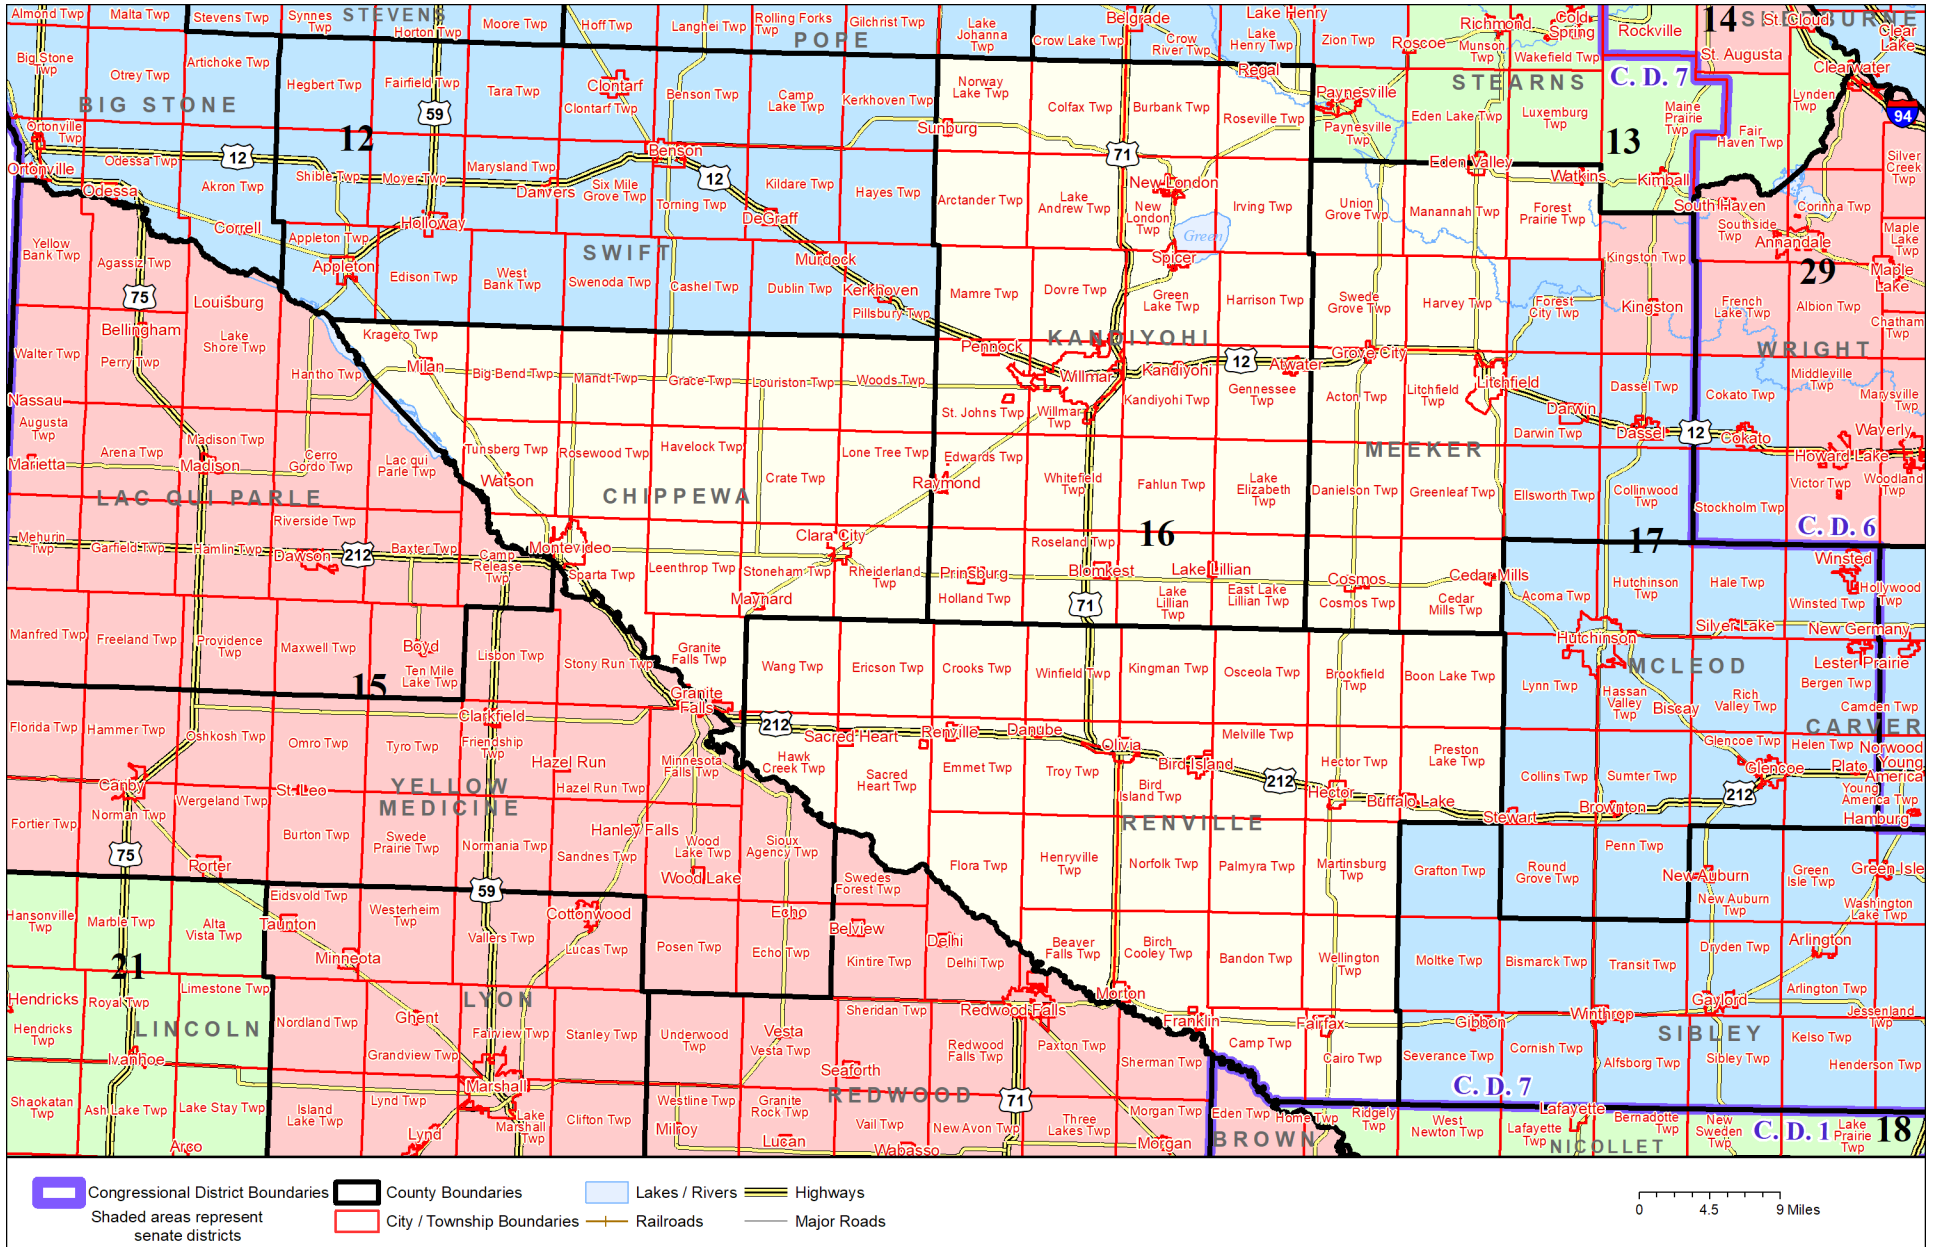 Almond Twp
Malta Twp
Stevens Twp
Synnes
Twp
STEVENS
Horton Twp
Moore Twp
Hoff Twp
Langhei Twp
Rolling Forks
Twp
Gilchrist Twp
POPE
Lake
Johanna
Twp
Crow Lake Twp
Belgrade
Crow
River Twp
Lake Henry
Lake
Henry Twp
Zion Twp
Roscoe
Richmond
Munson
Twp
Cold
Spring
Wakefield Twp
Rockville
14
St. Cloud
St. Augusta
Clear
Lake
Clearwater
Big Stone
Twp
Otrey Twp
Artichoke Twp
BIG STONE
Hegbert Twp
Fairfield Twp
59
Tara Twp
Clontarf
Clontarf Twp
Benson Twp
Camp
Lake Twp
Kerkhoven Twp
Norway
Lake Twp
Colfax Twp
Burbank Twp
Regal
Roseville Twp
Paynesville
Paynesville
Twp
STEARNS
Eden Lake Twp
Luxemburg
Twp
C. D. 7
Maine
Prairie
Twp
Fair
Haven Twp
Lynden
Twp
94
Ortonville
Twp
Ortonville
Odessa Twp
Odessa
12
Akron Twp
12
Shible Twp
Moyer Twp
Marysland Twp
Danvers
Six Mile
Grove Twp
Benson
12
Torning Twp
Kildare Twp
DeGraff
Hayes Twp
Sunburg
71
Arctander Twp
Lake
Andrew Twp
New London
New
London
Twp
Irving Twp
Green
Spicer
Union
Grove Twp
Manannah Twp
Eden Valley
Watkins
Forest
Prairie Twp
13
Kimball
South Haven
Southside
Twp
Annandale
Corinna Twp
Silver
Creek
Twp
Maple
Lake
Twp
Maple
Lake
29
Yellow
Bank Twp
Agassiz Twp
75
Correll
Appleton Twp
Appleton
Holloway
Edison Twp
West
Bank Twp
SWIFT
Swenoda Twp
Cashel Twp
Dublin Twp
Murdock
Kerkhoven
Pillsbury Twp
Mamre Twp
Dovre Twp
Green
Lake Twp
Harrison Twp
Swede
Grove Twp
Harvey Twp
Forest
City Twp
Kingston Twp
Kingston
French
Lake Twp
Albion Twp
Chatham
Twp
Louisburg
Bellingham
Lake
Shore Twp
Walter Twp
Perry Twp
Hantho Twp
Kragero Twp
Milan
Big Bend Twp
Mandt Twp
Grace Twp
Louriston Twp
Woods Twp
KANDIYOHI
Pennock
Willmar
Kandiyohi
12
Atwater
Grove City
Litchfield
St. Johns Twp
Willmar
Twp
Kandiyohi Twp
Gennessee
Twp
Acton Twp
Litchfield
Twp
Darwin
Darwin Twp
Dassel Twp
Dassel
12
WRIGHT
Middleville
Twp
Cokato Twp
Cokato
Marysville
Twp
Waverly
Howard Lake
Nassau
Augusta
Twp
Marietta
Arena Twp
Madison Twp
Madison
Cerro
Gordo Twp
Lac qui
Parle Twp
LAC QUI PARLE
Tunsberg Twp
Watson
Rosewood Twp
Havelock Twp
Crate Twp
Lone Tree Twp
CHIPPEWA
Edwards Twp
Raymond
Whitefield
Twp
Fahlun Twp
Lake
Elizabeth
Twp
MEEKER
Danielson Twp
Greenleaf Twp
Ellsworth Twp
Collinwood
Twp
Stockholm Twp
Victor Twp
Woodland
Twp
C. D. 6
Mehurin
Twp
Garfield Twp
Hamlin Twp
Riverside Twp
Dawson
212
Baxter Twp
Camp
Release
Twp
Montevideo
Sparta Twp
Leenthrop Twp
Stoneham Twp
Clara City
Rheiderland
Twp
Maynard
Prinsburg
Holland Twp
Roseland Twp
Blomkest
71
16
Lake Lillian
Lake
Lillian
Twp
East Lake
Lillian Twp
Cosmos
Cosmos Twp
Cedar Mills
Cedar
Mills Twp
17
Acoma Twp
Hutchinson
Twp
Hale Twp
Winsted
Winsted Twp
Hollywood
Twp
Manfred Twp
Freeland Twp
Providence
Twp
Maxwell Twp
Boyd
Ten Mile
Lake Twp
15
Lisbon Twp
Stony Run Twp
Granite
Falls Twp
Granite
Falls
Wang Twp
Ericson Twp
Crooks Twp
Winfield Twp
Kingman Twp
Osceola Twp
Brookfield
Twp
Boon Lake Twp
Hutchinson
Silver Lake
New Germany
MCLEOD
Lester Prairie
Bergen Twp
Lynn Twp
Hassan
Valley
Twp
Biscay
Rich
Valley Twp
Camden Twp
CARVER
Florida Twp
Hammer Twp
Oshkosh Twp
Omro Twp
Tyro Twp
Clarkfield
Friendship
Twp
Hazel Run
Hazel Run Twp
Minnesota
Falls Twp
212
Hawk
Creek Twp
Sacred Heart
Sacred
Heart Twp
Renville
Emmet Twp
Danube
Troy Twp
Olivia
Bird
Island Twp
Bird Island
Melville Twp
212
Hector Twp
Hector
Preston
Lake Twp
Buffalo Lake
Stewart
Collins Twp
Sumter Twp
Brownton
Glencoe Twp
Glencoe
212
Helen Twp
Plato
Norwood
Young
America
Young
America Twp
Hamburg
Canby
Norman Twp
Wergeland Twp
St. Leo
YELLOW
MEDICINE
Fortier Twp
75
Porter
Burton Twp
Swede
Prairie Twp
Normania Twp
Hanley Falls
Sandnes Twp
Wood
Lake Twp
Wood Lake
Sioux
Agency Twp
RENVILLE
Swedes
Forest Twp
Flora Twp
Henryville
Twp
Norfolk Twp
Palmyra Twp
Martinsburg
Twp
Grafton Twp
Round
Grove Twp
Penn Twp
New Auburn
New Auburn
Twp
Green
Isle Twp
Green Isle
Washington
Lake Twp
Hansonville
Twp
Marble Twp
Alta
Vista Twp
Eidsvold Twp
Taunton
Westerheim
Twp
59
Vallers Twp
Cottonwood
Lucas Twp
Posen Twp
Echo
Echo Twp
Belview
Kintire Twp
Delhi
Delhi Twp
Beaver
Falls Twp
Birch
Cooley Twp
Bandon Twp
Wellington
Twp
Moltke Twp
Bismarck Twp
Transit Twp
Dryden Twp
Arlington
Arlington Twp
21
Minneota
Hendricks
Hendricks
Twp
Royal Twp
Limestone Twp
LINCOLN
Ivanhoe
Nordland Twp
Ghent
Grandview Twp
LYON
Fairview Twp
Stanley Twp
Underwood
Twp
Vesta
Vesta Twp
Sheridan Twp
Seaforth
Redwood Falls
Redwood
Falls Twp
Paxton Twp
Morton
Sherman Twp
Franklin
Camp Twp
Fairfax
Cairo Twp
Gibbon
Severance Twp
Winthrop
Cornish Twp
Alfsborg Twp
Gaylord
SIBLEY
Sibley Twp
Kelso Twp
Jessenland
Twp
Henderson Twp
Shaokatan
Twp
Ash Lake Twp
Lake Stay Twp
Arco
Island
Lake Twp
Lynd Twp
Lynd
Marshall
Lake
Marshall
Twp
Clifton Twp
Westline Twp
Milroy
Granite
Rock Twp
Lucan
REDWOOD
Vail Twp
Wabasso
New Avon Twp
71
Three
Lakes Twp
Morgan Twp
Morgan
Eden Twp
Home Twp
BROWN
Ridgely
Twp
C. D. 7
West
Newton Twp
Lafayette
Lafayette
Twp
NICOLLET
Bernadotte
Twp
New
Sweden
Twp
C. D. 1
Lake
Prairie
Twp
18
12
Congressional District Boundaries
Shaded areas represent
senate districts
County Boundaries
City / Township Boundaries
Lakes / Rivers
Railroads
Highways
Major Roads
0 4.5 9 Miles